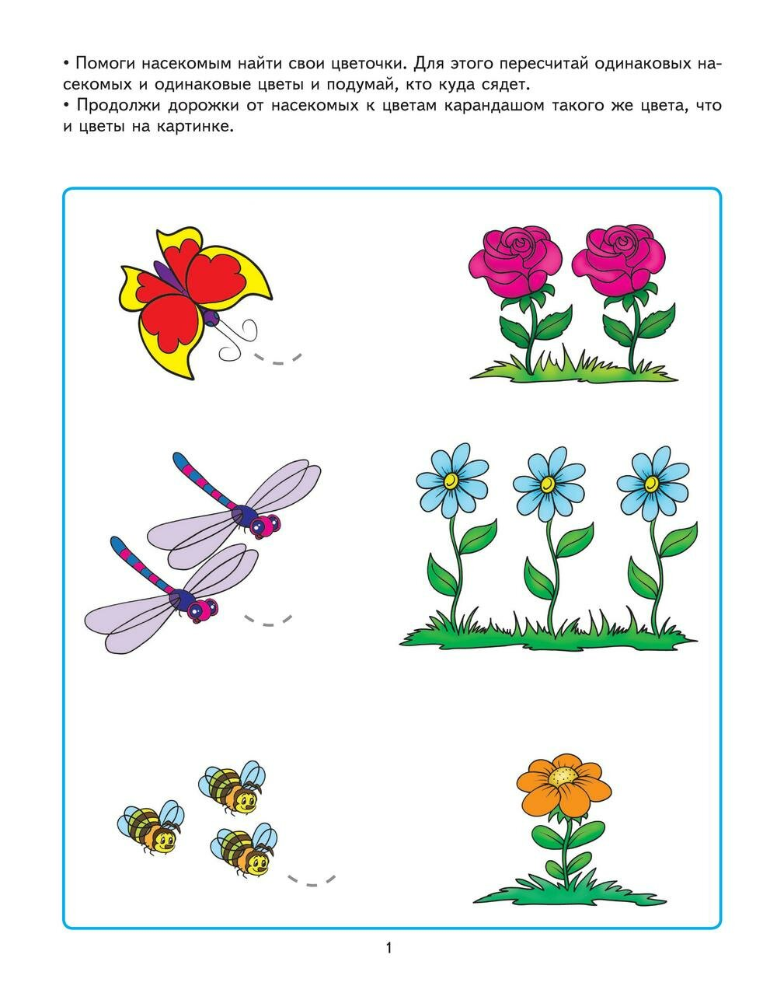 • Помоги насекомым найти свои цветочки. Для этого пересчитай одинаковых на-
секомых и одинаковые цветы и подумай, кто куда сядет.
• Продолжи дорожки от насекомых к цветам карандашом такого же цвета, что
и цветы на картинке.
1